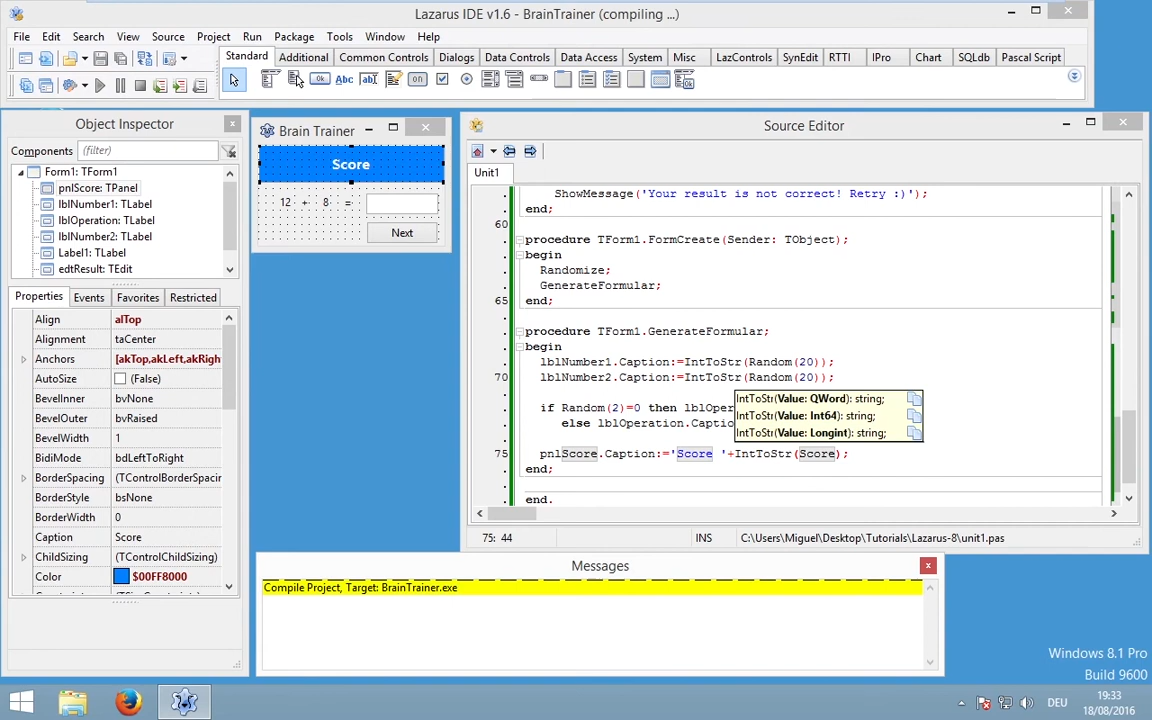 Lazarus IDE v1.6 - BrainTrainer (compiling ...)
File Edit Search View Source Project Run Package Tools Window Help
Standard Additional Common Controls Dialogs Data Controls Data Access System Misc LazControls SynEdit RTTI IPro Chart SQLdb Pascal Script
Ok Abc ab on
Object Inspector
Components (filter)
Form1: TForm1
pnlScore: TPanel
lblNumber1: TLabel
lblOperation: TLabel
lblNumber2: TLabel
Label1: TLabel
edtResult: TEdit
Properties Events Favorites Restricted
Align alTop
Alignment taCenter
Anchors [akTop,akLeft,akRigh
AutoSize (False)
BevelInner bvNone
BevelOuter bvRaised
BevelWidth 1
BidiMode bdLeftToRight
BorderSpacing (TControlBorderSpacin
BorderStyle bsNone
BorderWidth 0
Caption Score
ChildSizing (TControlChildSizing)
Color $00FF8000
Brain Trainer
Score
12 + 8 =
Next
Source Editor
Unit1
ShowMessage('Your result is not correct! Retry :)');
end;
60
procedure TForm1.FormCreate(Sender: TObject);
begin
Randomize;
GenerateFormular;
65 end;
procedure TForm1.GenerateFormular;
begin
lblNumber1.Caption:=IntToStr(Random(20));
70 lblNumber2.Caption:=IntToStr(Random(20));
if Random(2)=0 then lblOper
else lblOperation.Captio
IntToStr(Value: QWord): string;
IntToStr(Value: Int64): string;
IntToStr(Value: Longint): string;
75 pnlScore.Caption:='Score '+IntToStr(Score);
end;
end.
75: 44 INS C:\Users\Miguel\Desktop\Tutorials\Lazarus-8\unit1.pas
Messages
Compile Project, Target: BrainTrainer.exe
Windows 8.1 Pro
Build 9600
DEU
19:33
18/08/2016